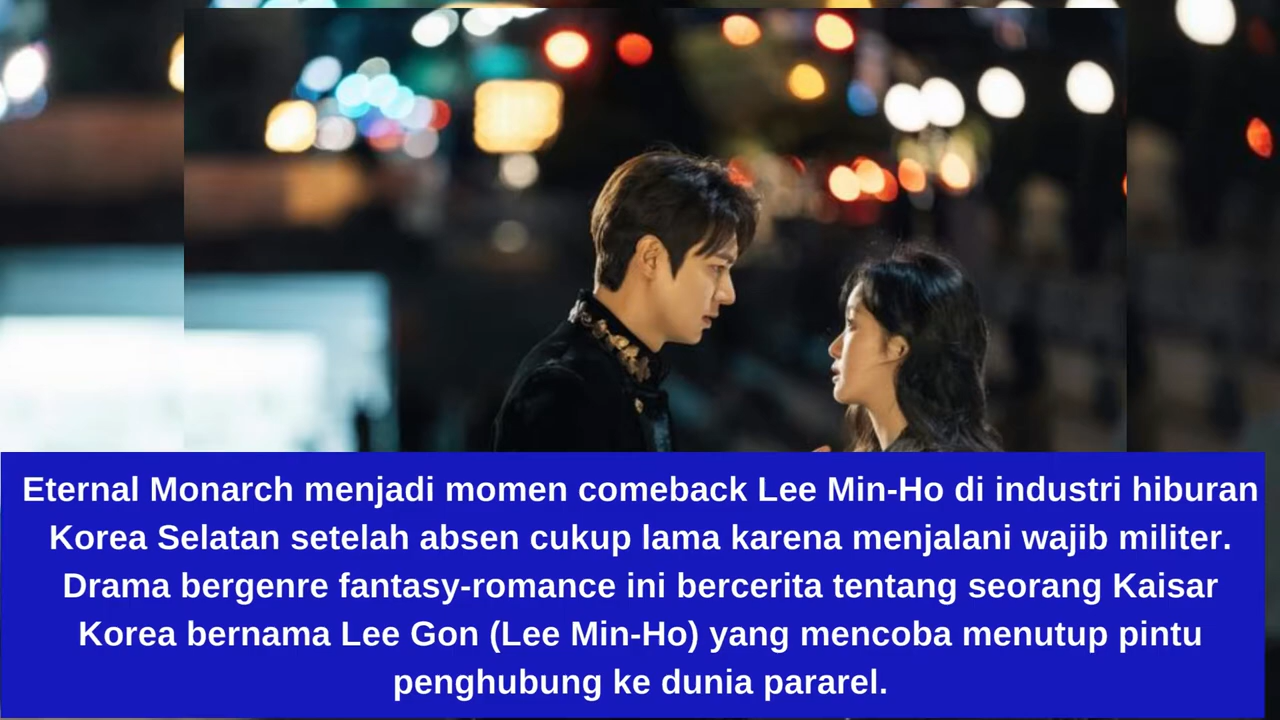 Eternal Monarch menjadi momen comeback Lee Min-Ho di industri hiburan
Korea Selatan setelah absen cukup lama karena menjalani wajib militer.
Drama bergenre fantasy-romance ini bercerita tentang seorang Kaisar
Korea bernama Lee Gon (Lee Min-Ho) yang mencoba menutup pintu
penghubung ke dunia pararel.